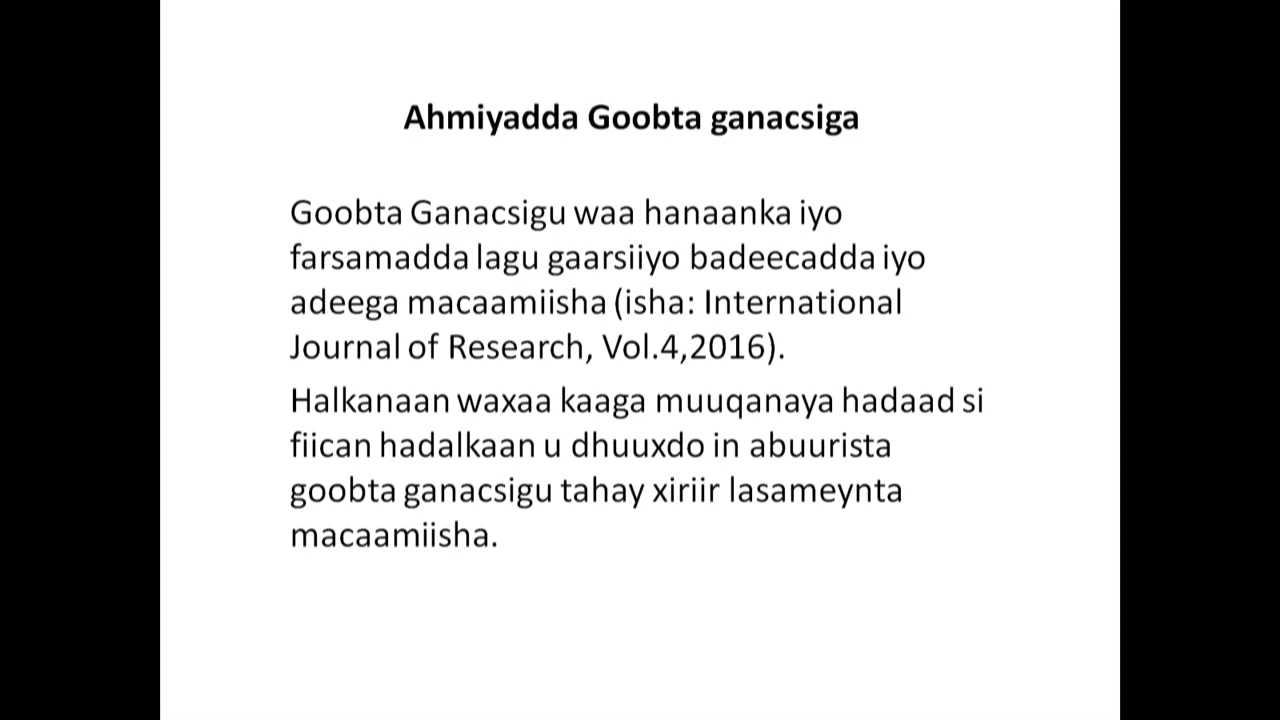 Ahmiyadda Goobta ganacsiga
Goobta Ganacsigu waa hanaanka iyo
farsamadda lagu gaarsiiyo badeecadda iyo
adeega macaamiisha (isha: International
Journal of Research, Vol.4,2016).
Halkanaan waxaa kaaga muuqanaya hadaad si
fiican hadalkaan u dhuuxdo in abuurista
goobta ganacsigu tahay xiriir lasameynta
macaamiisha.